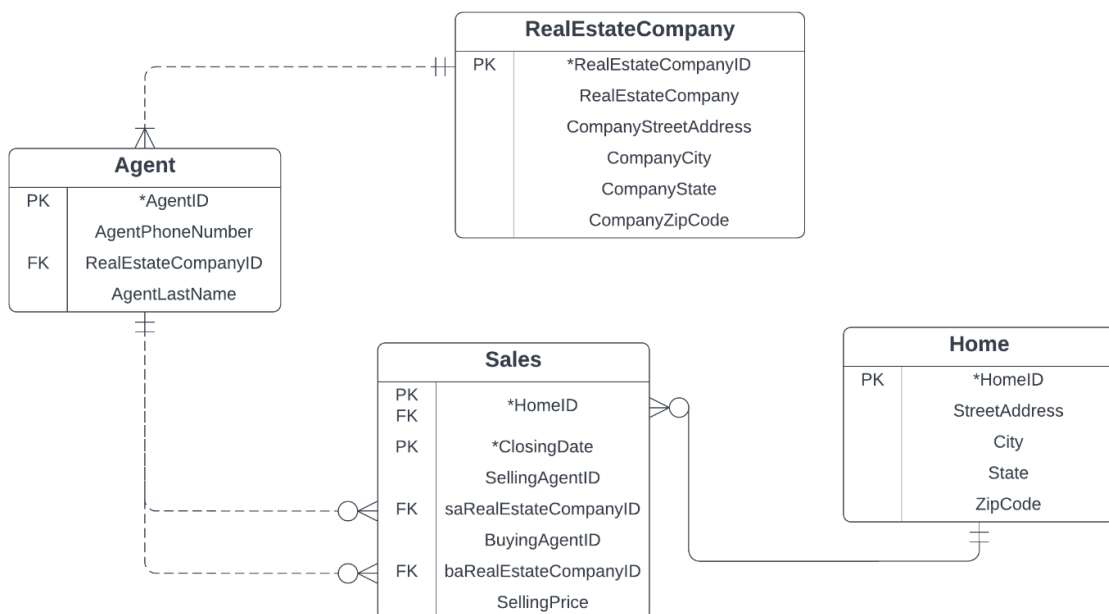 RealEstateCompany
PK *RealEstateCompanyID
RealEstateCompany
CompanyStreetAddress
CompanyCity
CompanyState
CompanyZipCode
Agent
PK *AgentID
AgentPhoneNumber
FK RealEstateCompanyID
AgentLastName
Sales
PK
FK *HomeID
PK *ClosingDate
SellingAgentID
FK saRealEstateCompanyID
BuyingAgentID
FK baRealEstateCompanyID
SellingPrice
Home
PK *HomeID
StreetAddress
City
State
ZipCode